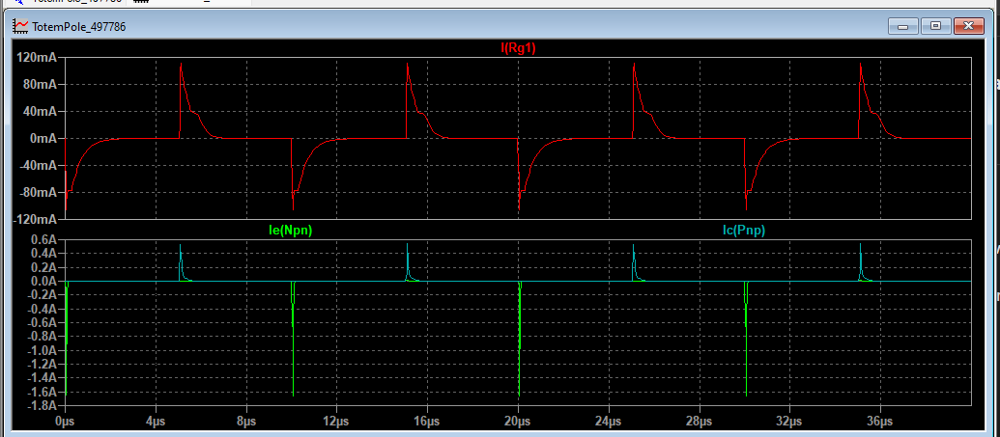 TotemPole_497786
TotemPole_497786
I(Rg1)
120mA
80mA
40mA
0mA
-40mA
-80mA
-120mA
Ie(Npn) Ic(Pnp)
0.6A
0.4A
0.2A
0.0A
-0.2A
-0.4A
-0.6A
-0.8A
-1.0A
-1.2A
-1.4A
-1.6A
-1.8A
0µs 4µs 8µs 12µs 16µs 20µs 24µs 28µs 32µs 36µs